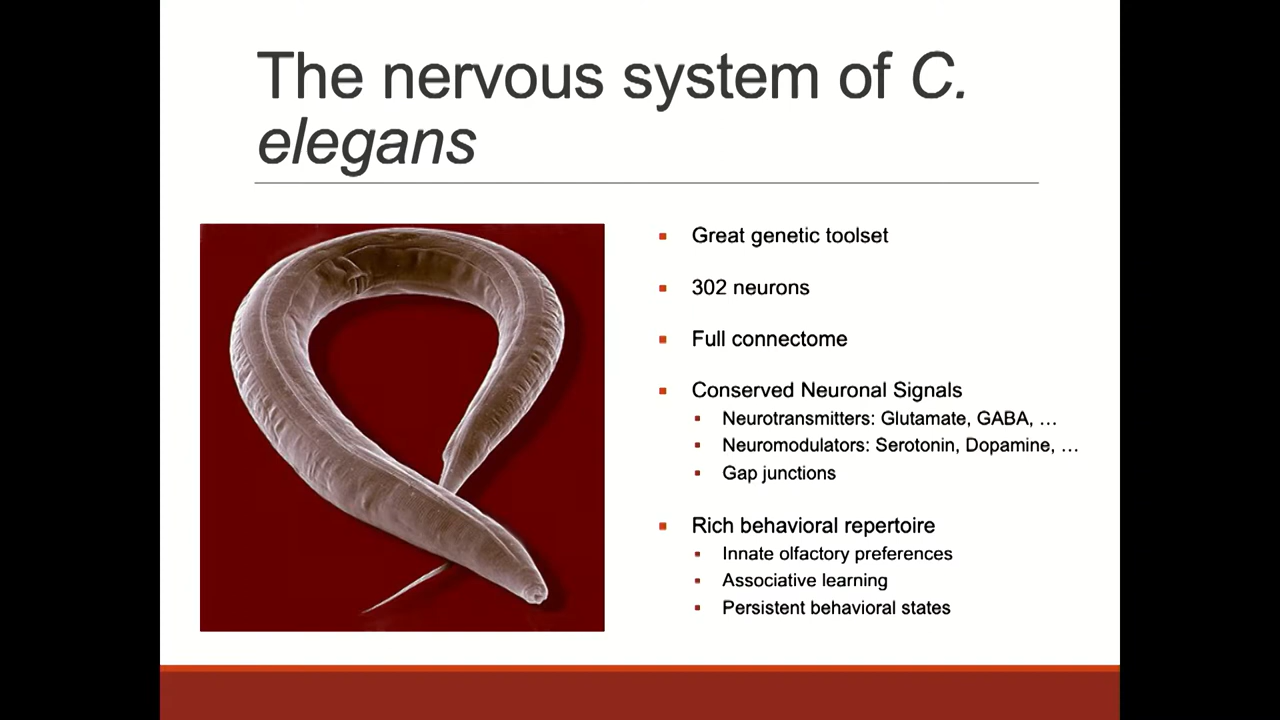 The nervous system of C.
elegans
Great genetic toolset
302 neurons
Full connectome
Conserved Neuronal Signals
Neurotransmitters: Glutamate, GABA, …
Neuromodulators: Serotonin, Dopamine, …
Gap junctions
Rich behavioral repertoire
Innate olfactory preferences
Associative learning
Persistent behavioral states